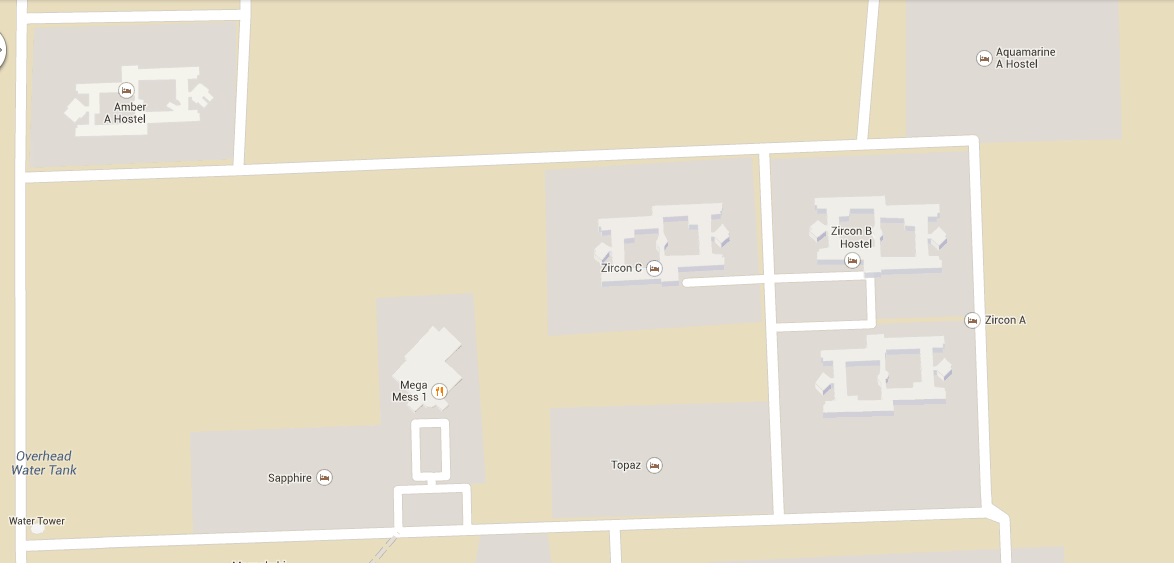 Aquamarine
A Hostel
Amber
A Hostel
Zircon B
Hostel
Zircon C
Zircon A
Mega
Mess 1
Overhead
Water Tank
Topaz
Sapphire
Water Tower